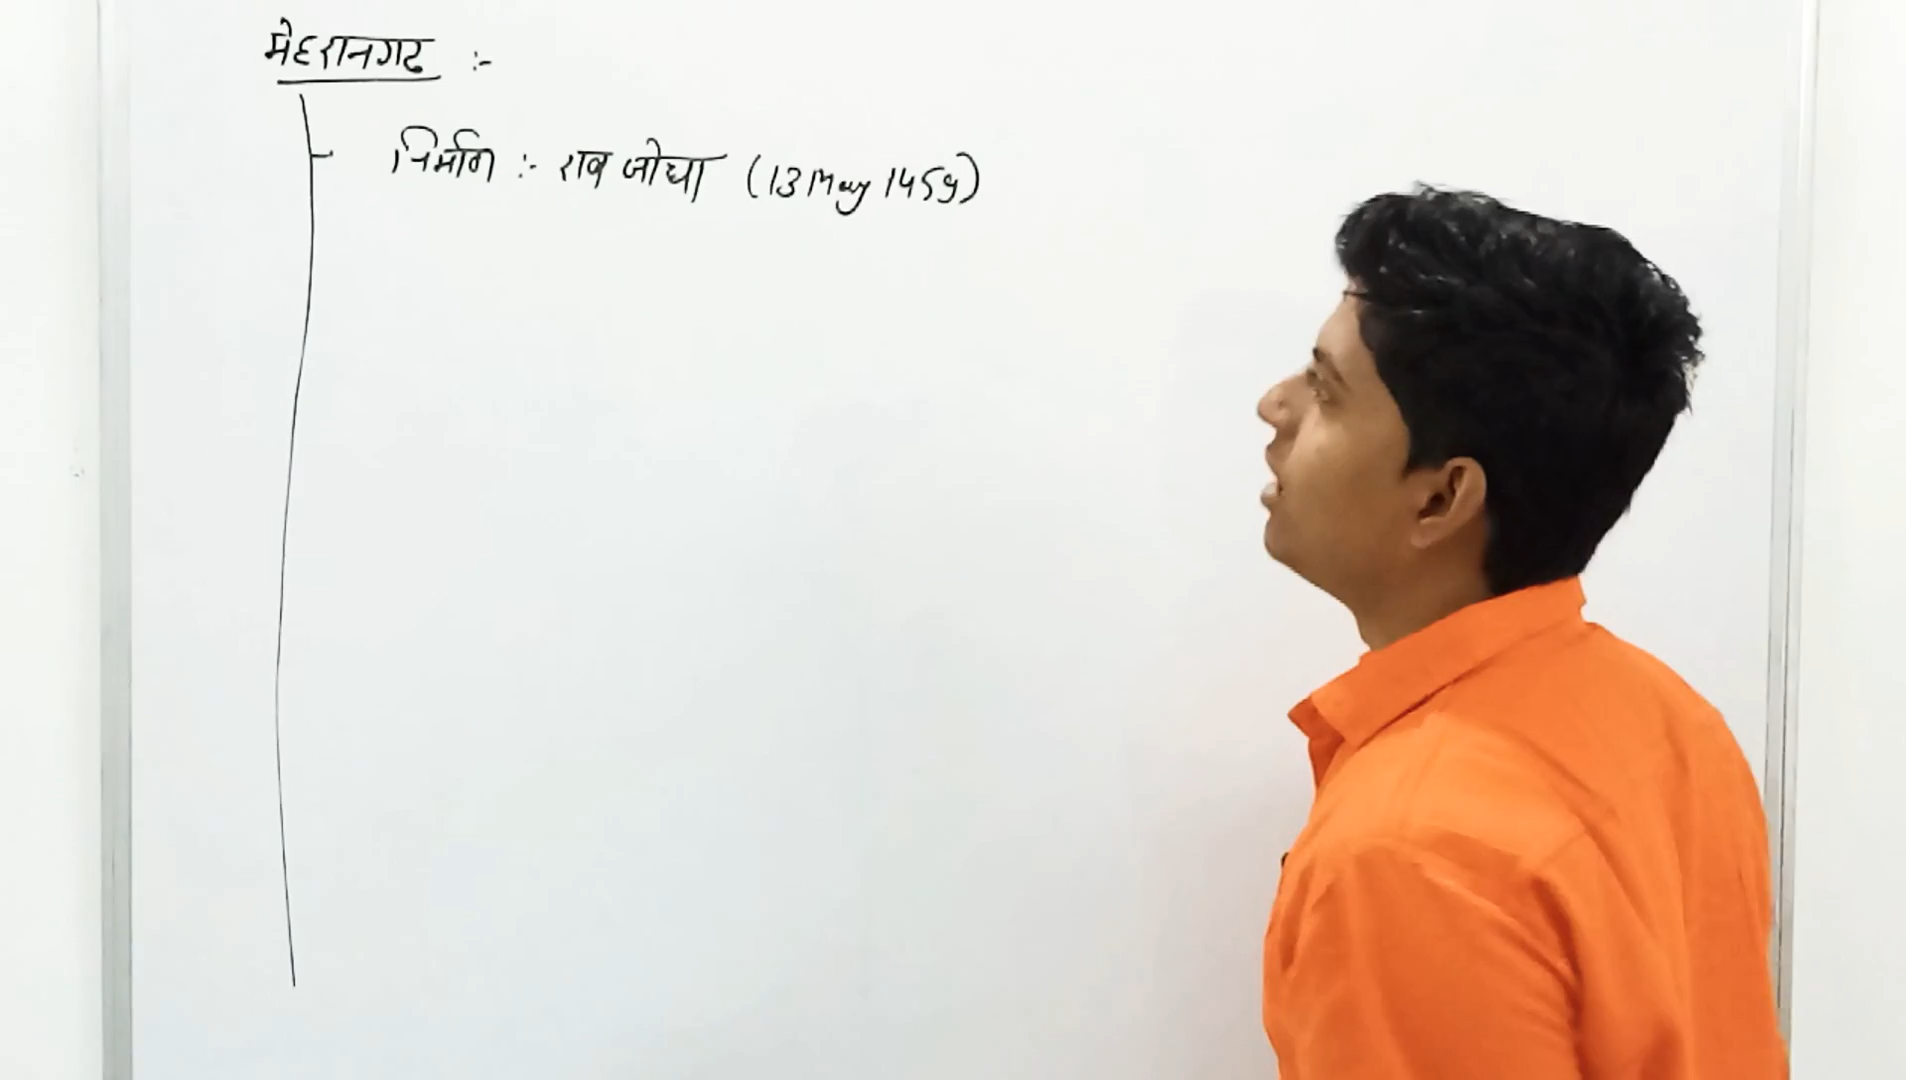 मेहरानगढ :-
निर्माण :- राव जोधा (13 May 1459)